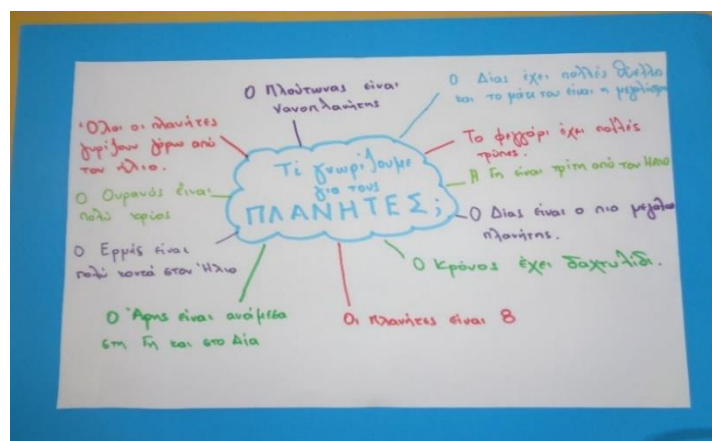 Ο Πλούτωνας είναι
νανοπλανήτης
Ο Δίας έχει πολλές θύελλε
και το μάτι του είναι η μεγαλύτερη
Όλοι οι πλανήτες
γυρίζουν γύρω από
τον ήλιο.
Το φεγγάρι έχει πολλές
τρύπες.
Τί γνωρίζουμε
για τους
ΠΛΑΝΗΤΕΣ;
Η Γη είναι τρίτη από τον Ήλιο
Ο Ουρανός είναι
πολύ κρύος
Ο Δίας είναι ο πιο μεγάλος
πλανήτης.
Ο Ερμής είναι
πολύ κοντά στον Ήλιο
Ο Κρόνος έχει δαχτυλίδι.
Ο Άρης είναι ανάμεσα
στη Γη και στο Δία
Οι πλανήτες είναι 8